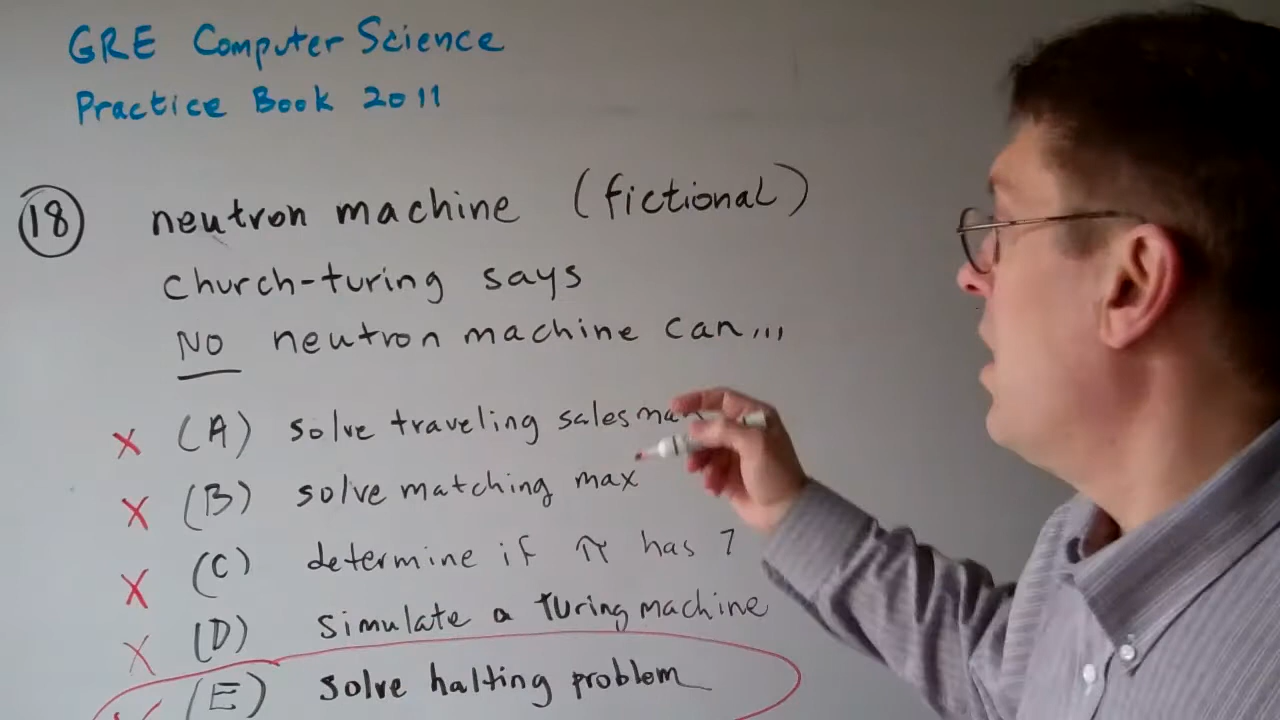 GRE Computer Science
Practice Book 2011
18 neutron machine (fictional)
church-turing says
NO neutron machine can...
x (A) solve traveling salesman
x (B) solve matching max
x (C) determine if π has 7
x (D) simulate a Turing machine
(E) solve halting problem